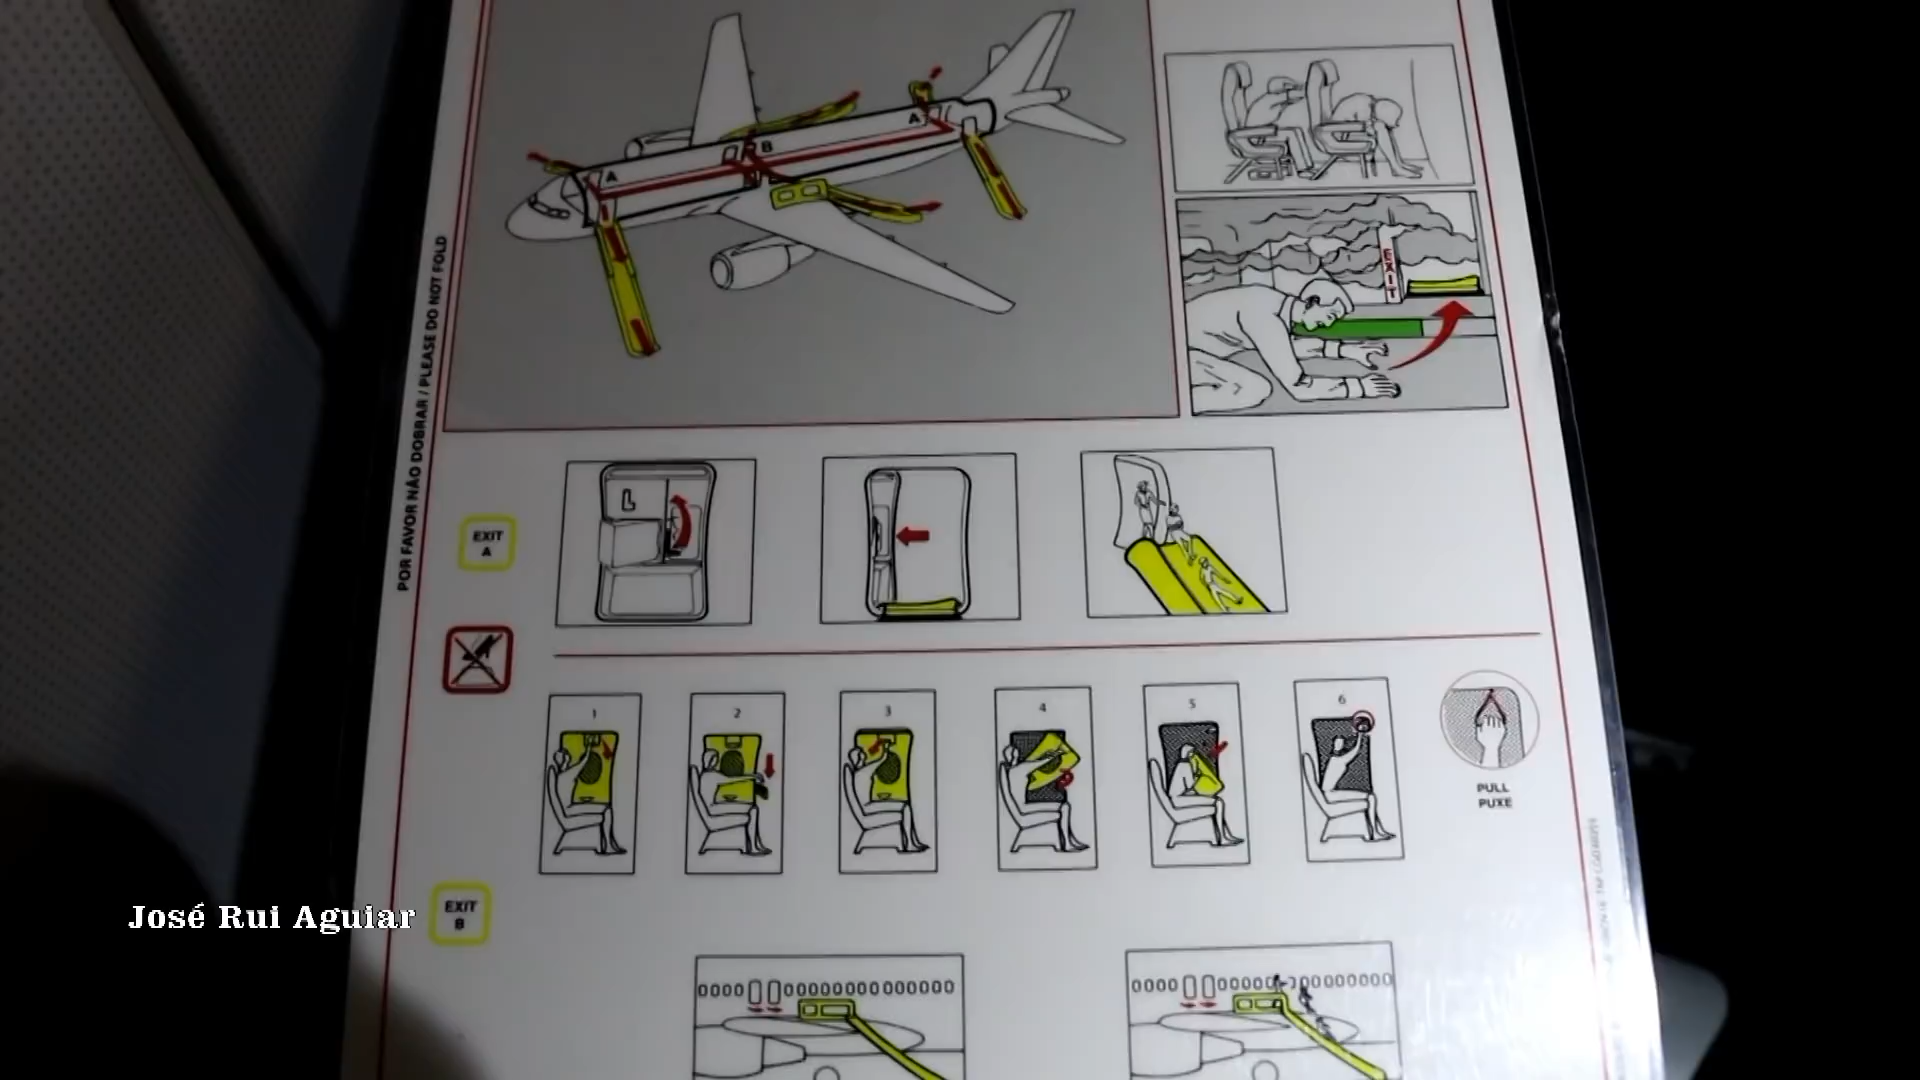 A
B
A
EXIT
POR FAVOR NÃO DOBRAR / PLEASE DO NOT FOLD
EXIT
A
1
2
3
4
5
6
PULL
PUXE
EXIT
B
José Rui Aguiar